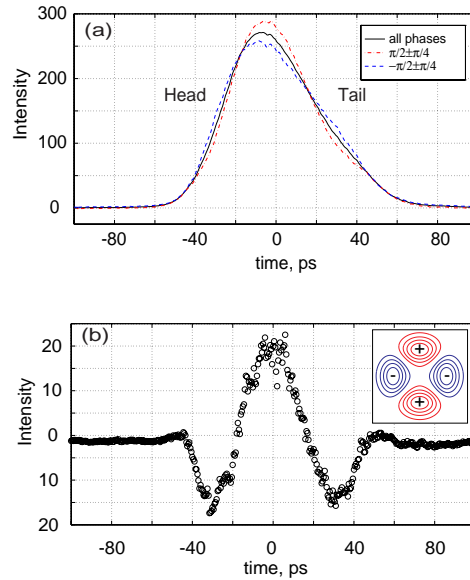 300
(a)
all phases
π/2±π/4
−π/2±π/4
200
Head
Tail
100
0
Intensity
-80
-40
0
40
80
time, ps
(b)
20
10
0
10
20
Intensity
+
-
-
+
-80
-40
0
40
80
time, ps